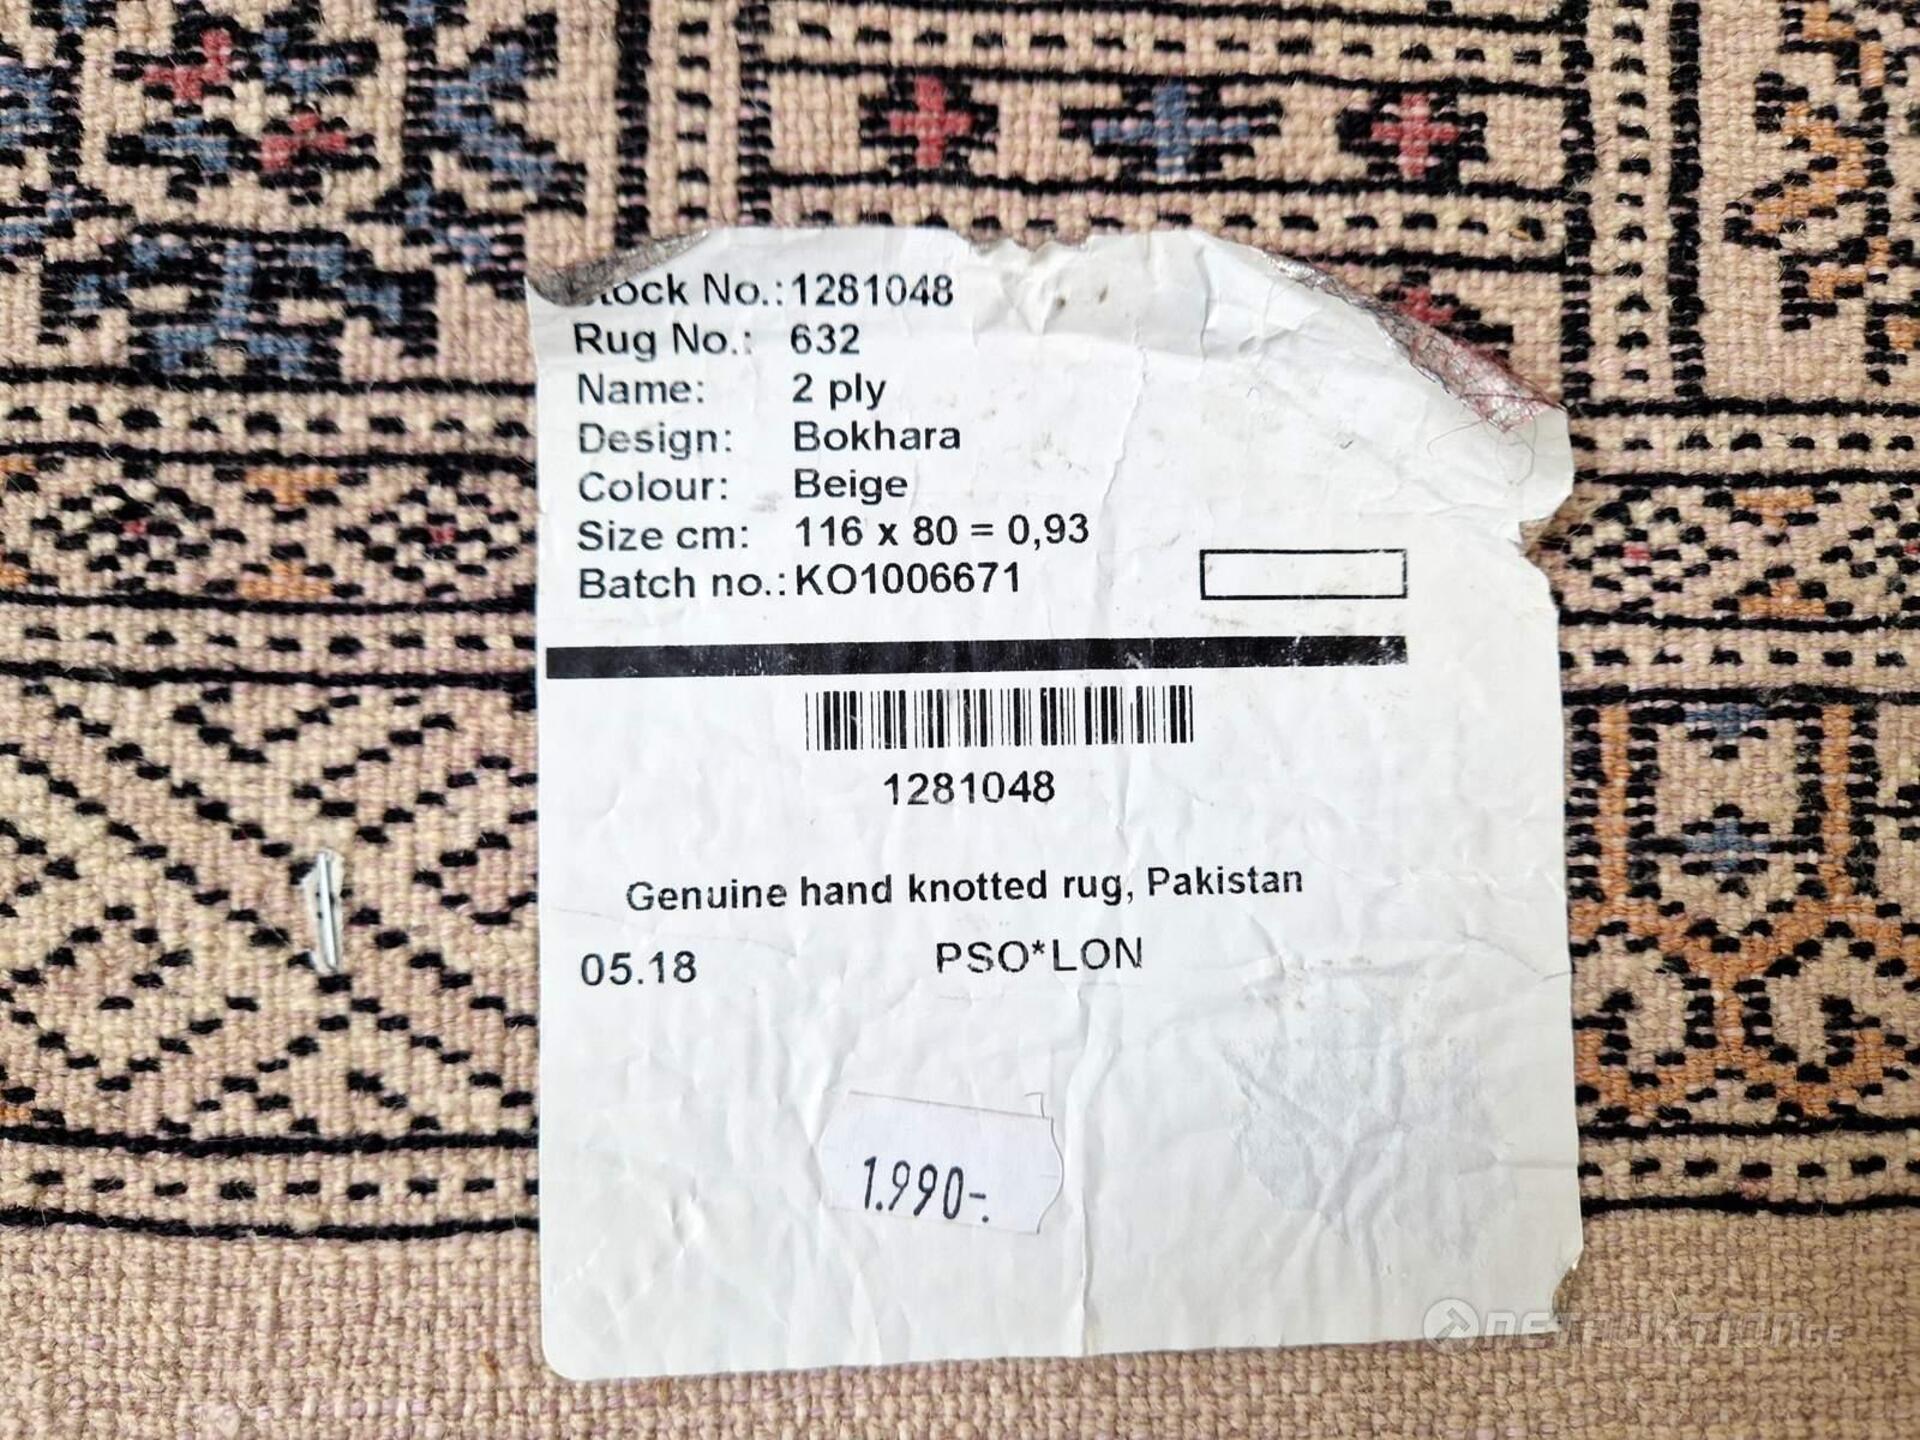 Stock No.: 1281048
Rug No.: 632
Name: 2 ply
Design: Bokhara
Colour: Beige
Size cm: 116 x 80 = 0,93
Batch no.: KO1006671
1281048
Genuine hand knotted rug, Pakistan
05.18 PSO*LON
1.990-.